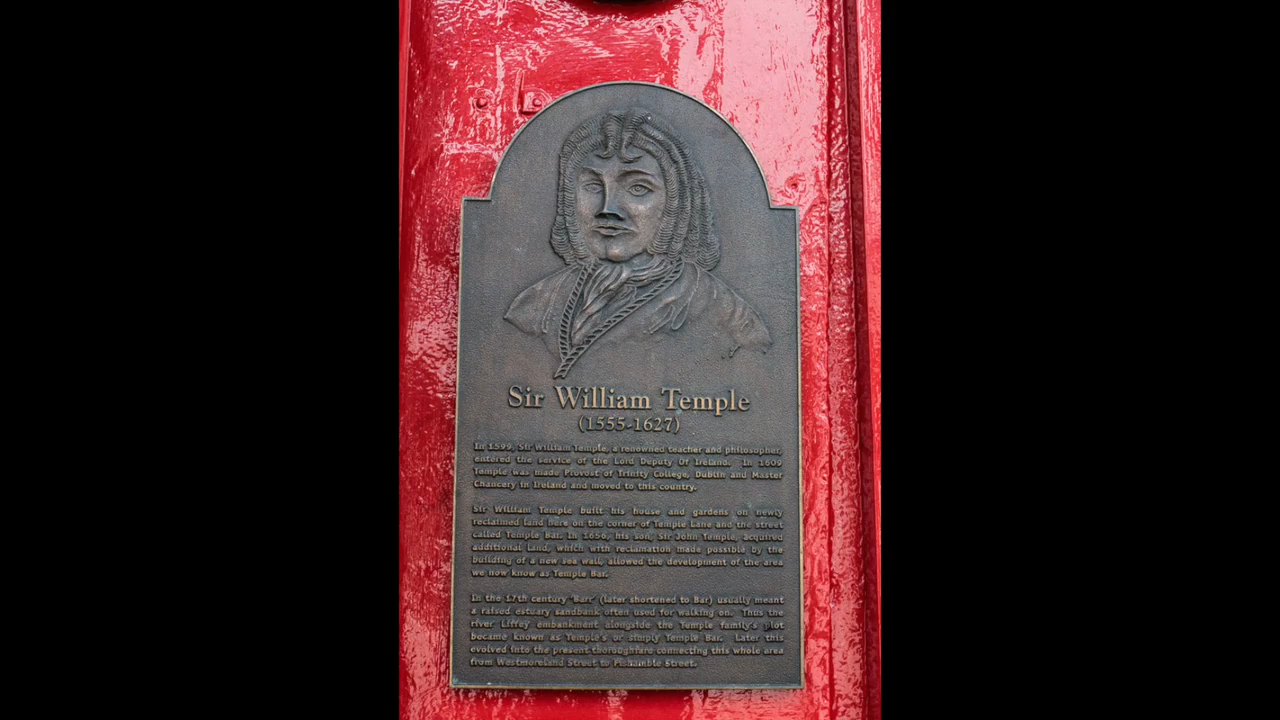 Sir William Temple
(1555-1627)
In 1599, Sir William Temple, a renowned teacher and philosopher,
entered the service of the Lord Deputy Of Ireland. In 1609
Temple was made Provost of Trinity College, Dublin and Master
Chancery in Ireland and moved to this country.
Sir William Temple built his house and gardens on newly
reclaimed land here on the corner of Temple Lane and the street
called Temple Bar. In 1656, his son, Sir John Temple, acquired
additional land, which with reclamation made possible by the
building of a new sea wall, allowed the development of the area
we now know as Temple Bar.
In the 17th century 'Barr' (later shortened to Bar) usually meant
a raised estuary sandbank often used for walking on. Thus the
river Liffey embankment alongside the Temple family's plot
became known as Temple's or simply Temple Bar. Later this
evolved into the present thoroughfare connecting this whole area
from Westmoreland Street to Fishamble Street.